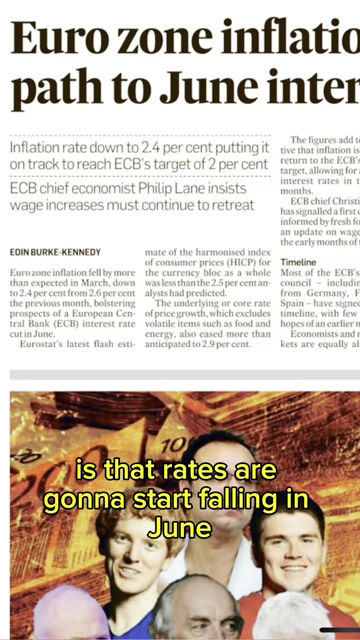 Euro zone inflatio
path to June inter
Inflation rate down to 2.4 per cent putting it
on track to reach ECB's target of 2 per cent
ECB chief economist Philip Lane insists
wage increases must continue to retreat
EOIN BURKE-KENNEDY
Euro zone inflation fell by more
than expected in March, down
to 2.4 per cent from 2.6 per cent
the previous month, bolstering
prospects of a European Cen-
tral Bank (ECB) interest rate
cut in June.
Eurostat's latest flash esti-
mate of the harmonised index
of consumer prices (HICP) for
the currency bloc as a whole
was less than the 2.5 per cent an-
alysts had predicted.
The underlying or core rate
of price growth, which excludes
volatile items such as food and
energy, also eased more than
anticipated to 2.9 per cent.
The figures add to
tive that inflation is
return to the ECB's
target, allowing for
interest rates in t
months.
ECB chief Christi
has signalled a first c
informed by fresh fo
an update on wage
the early months of
Timeline
Most of the ECB's
council – includin
from Germany, F
Spain – have signed
timeline, with few
hopes of an earlier r
Economists and
kets are equally al
10
is that rates are
gonna start falling in
June